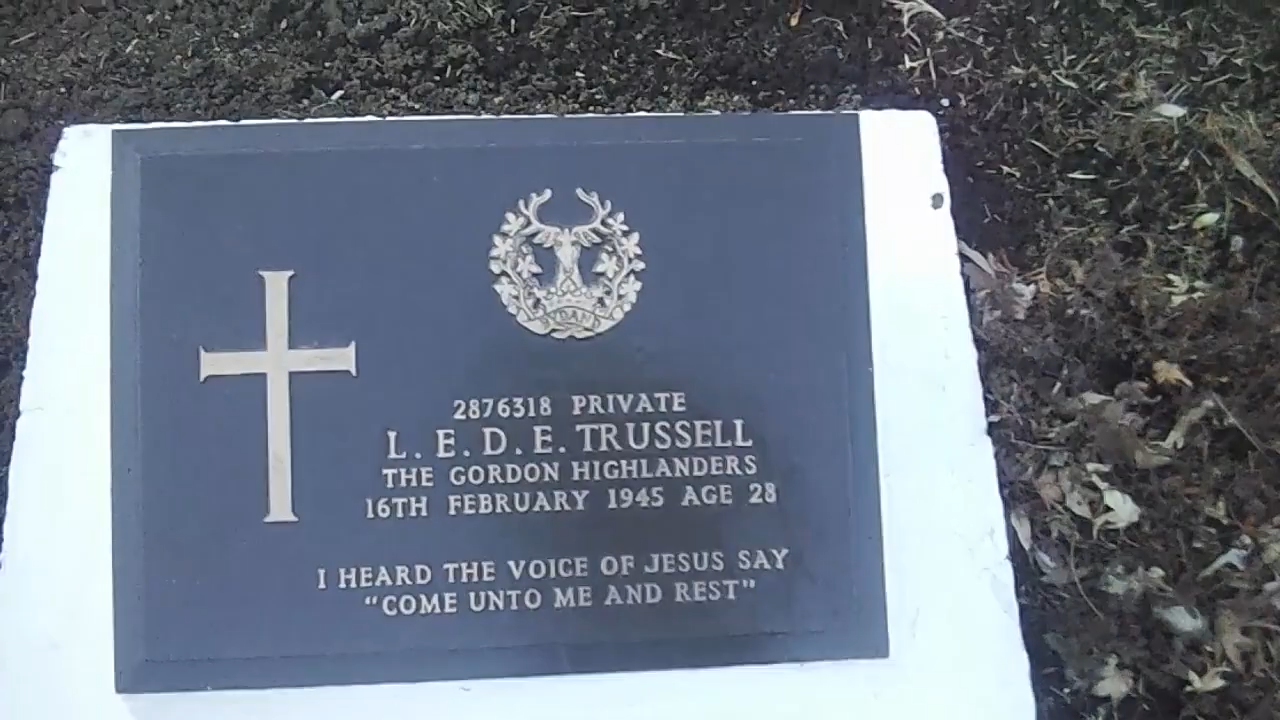 BYDAND
2876318 PRIVATE
L. E. D. E. TRUSSELL
THE GORDON HIGHLANDERS
16TH FEBRUARY 1945 AGE 28
I HEARD THE VOICE OF JESUS SAY
“COME UNTO ME AND REST”